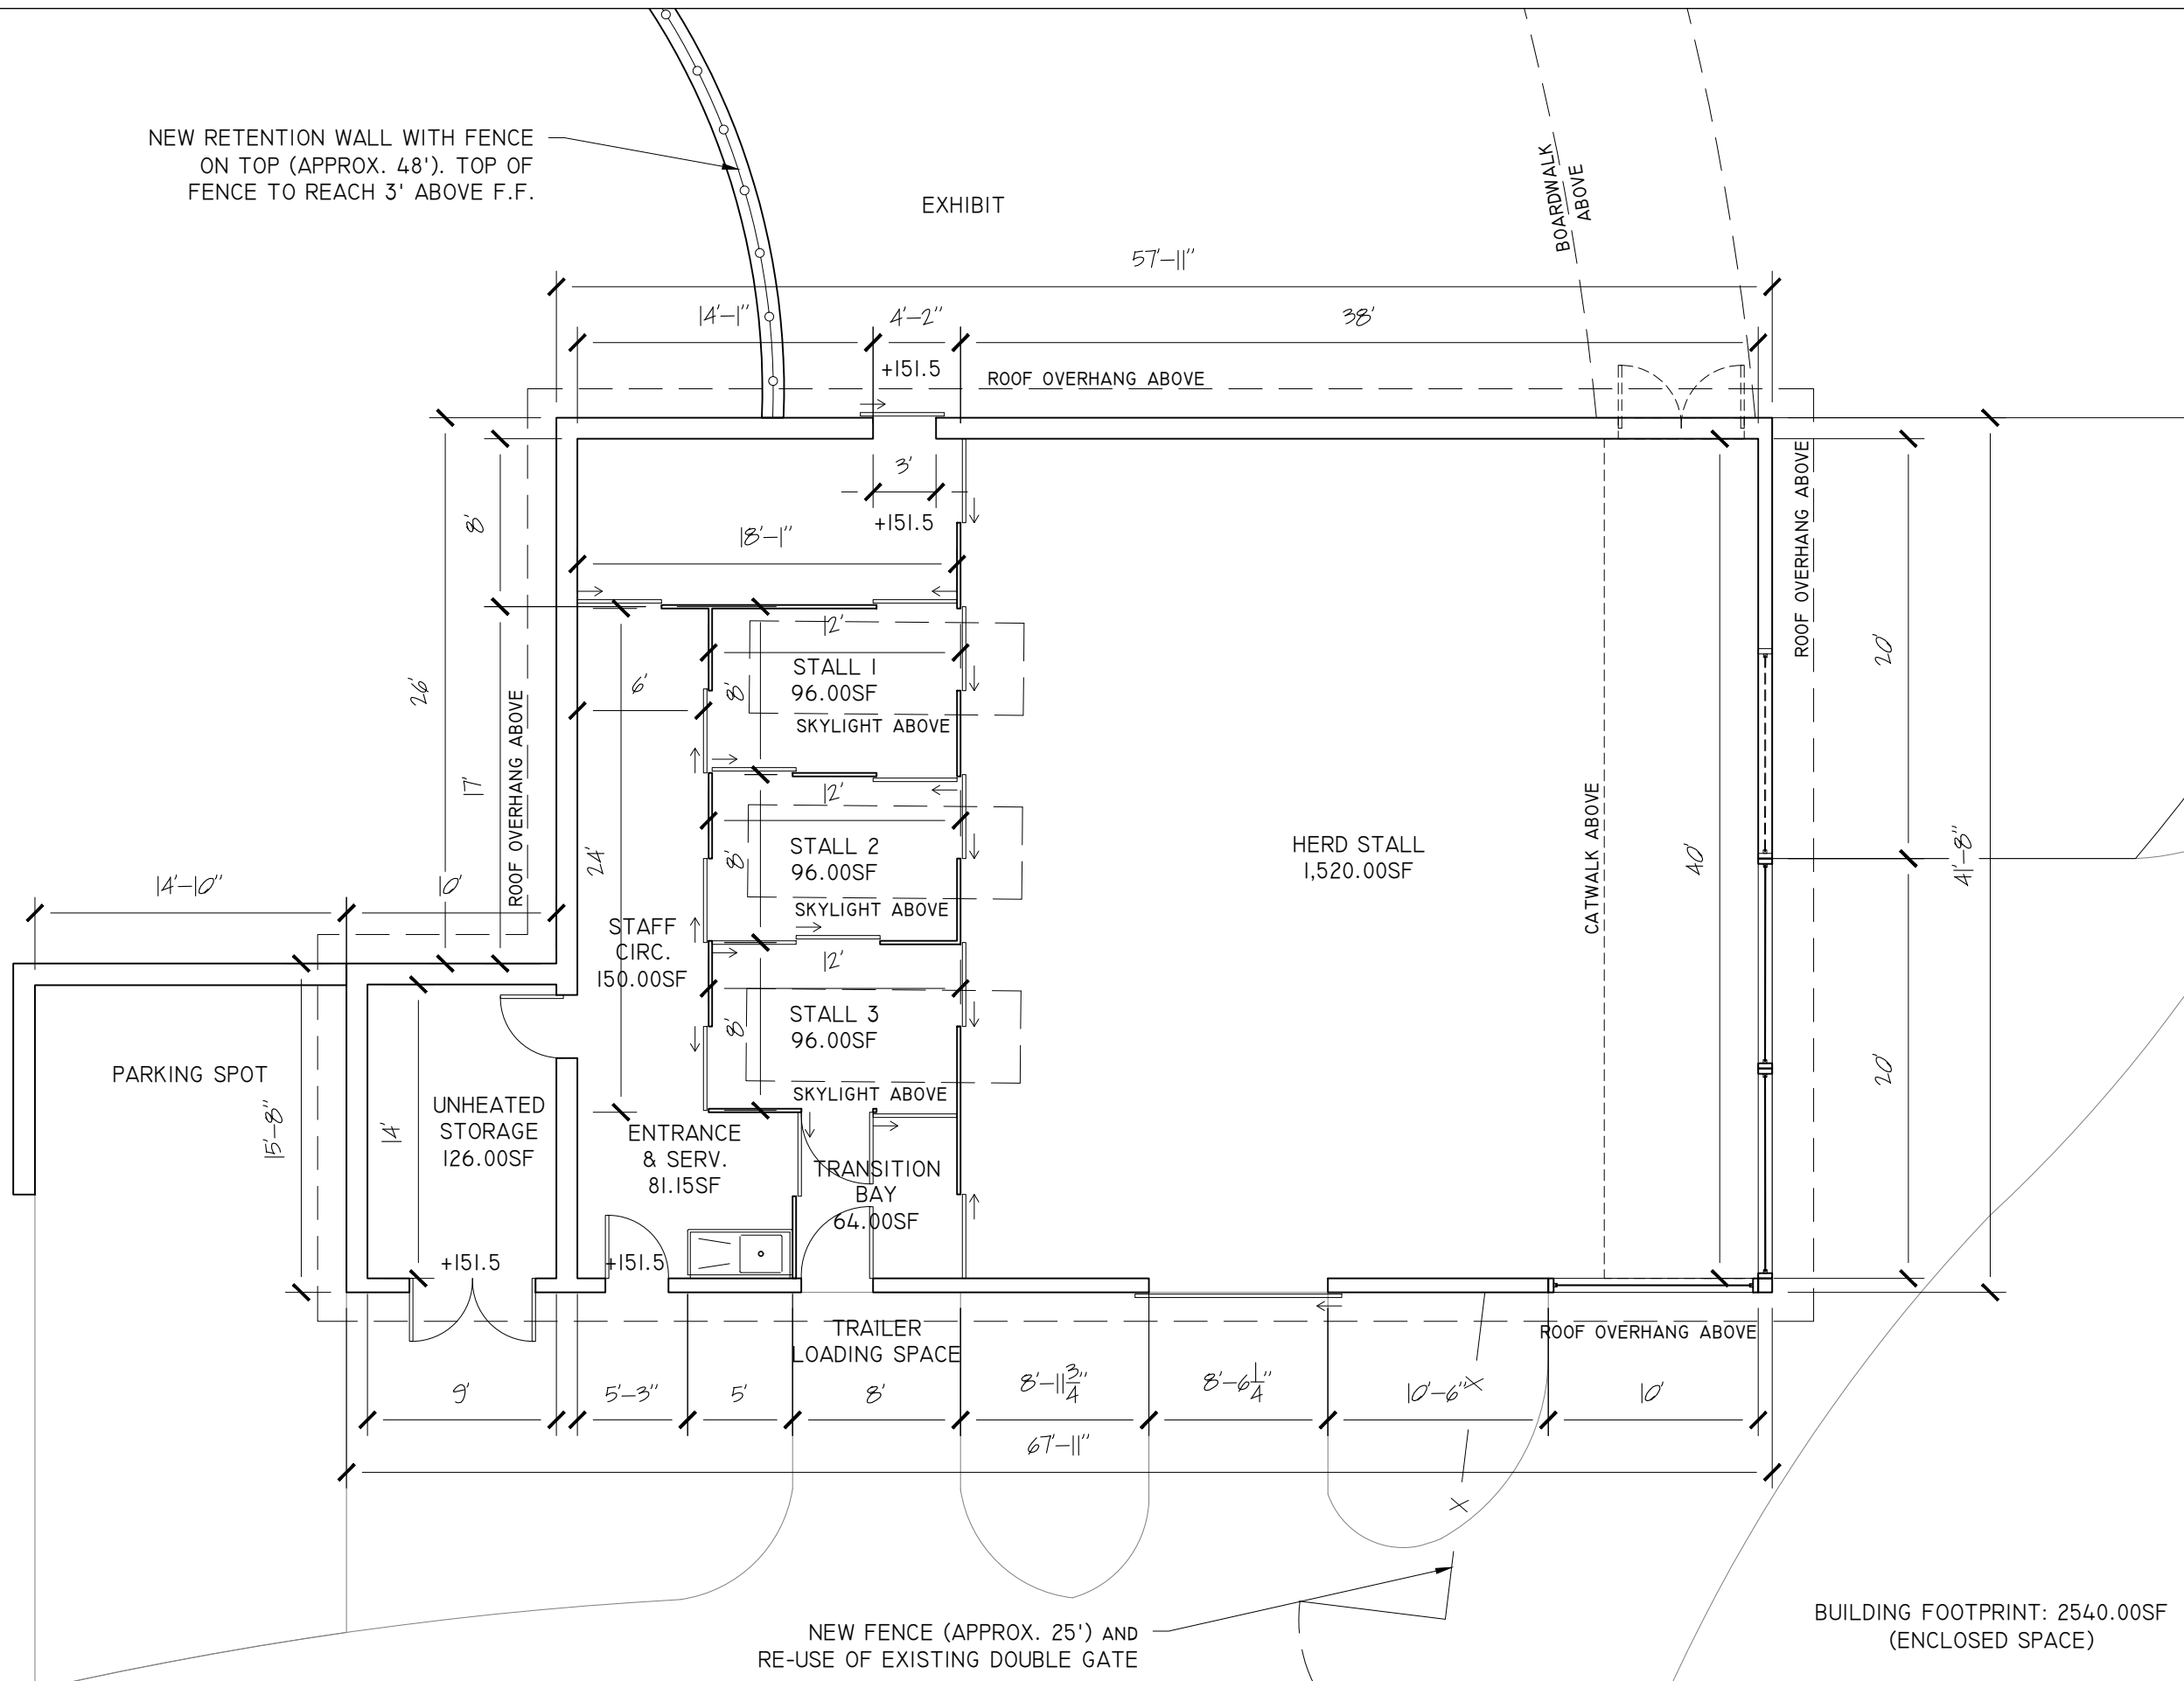 NEW RETENTION WALL WITH FENCE
ON TOP (APPROX. 48'). TOP OF
FENCE TO REACH 3' ABOVE F.F.
EXHIBIT
BOARDWALK
ABOVE
57'-11"
14'-1"
4'-2"
38'
+151.5
ROOF OVERHANG ABOVE
3'
+151.5
18'-1"
8'
26'
17'
ROOF OVERHANG ABOVE
ROOF OVERHANG ABOVE
12'
STALL 1
96.00SF
SKYLIGHT ABOVE
8'
6'
24'
12'
STALL 2
96.00SF
SKYLIGHT ABOVE
8'
12'
STALL 3
96.00SF
SKYLIGHT ABOVE
8'
HERD STALL
1,520.00SF
CATWALK ABOVE
40'
20'
41'-8"
20'
14'-10"
10'
STAFF
CIRC.
150.00SF
PARKING SPOT
15'-8"
14'
UNHEATED
STORAGE
126.00SF
ENTRANCE
& SERV.
81.15SF
TRANSITION
BAY
64.00SF
+151.5
+151.5
TRAILER
LOADING SPACE
ROOF OVERHANG ABOVE
9'
5'-3"
5'
8'
8'-11 3/4"
8'-6 1/4"
10'-6"
X
10'
67'-11"
X
NEW FENCE (APPROX. 25') AND
RE-USE OF EXISTING DOUBLE GATE
BUILDING FOOTPRINT: 2540.00SF
(ENCLOSED SPACE)